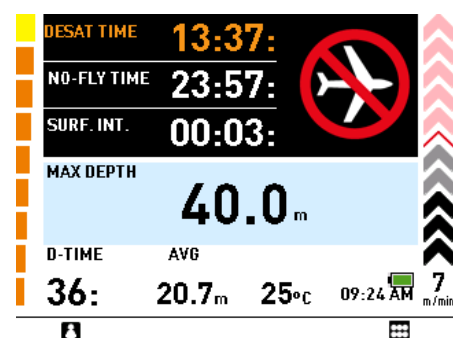 DESAT TIME 13:37:
NO-FLY TIME 23:57:
SURF. INT. 00:03:
MAX DEPTH
40.0 m
D-TIME AVG
36: 20.7m 25°C 09:24 AM 7
m/min